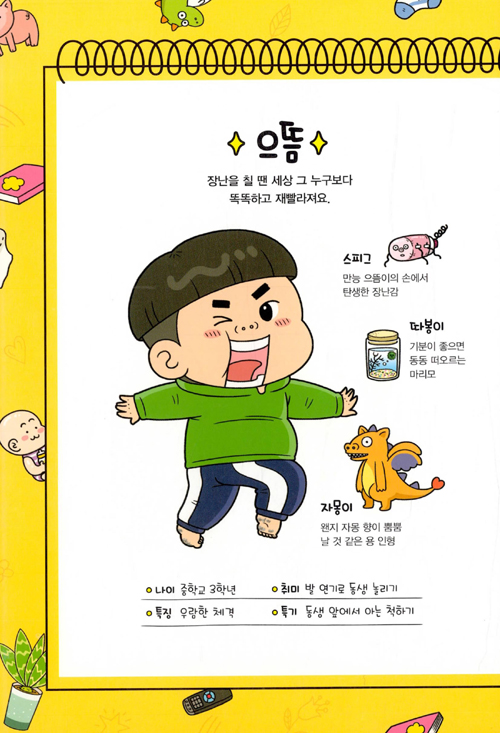 으뜸
장난을 칠 땐 세상 그 누구보다
똑똑하고 재빨라져요.
스피그
만능 으뜸이의 손에서
탄생한 장난감
따봉이
기분이 좋으면
동동 떠오르는
마리모
자몽이
왠지 자몽 향이 뿜뿜
날 것 같은 용 인형
나이 중학교 3학년
취미 발 연기로 동생 놀리기
특징 우람한 체격
특기 동생 앞에서 아는 척하기